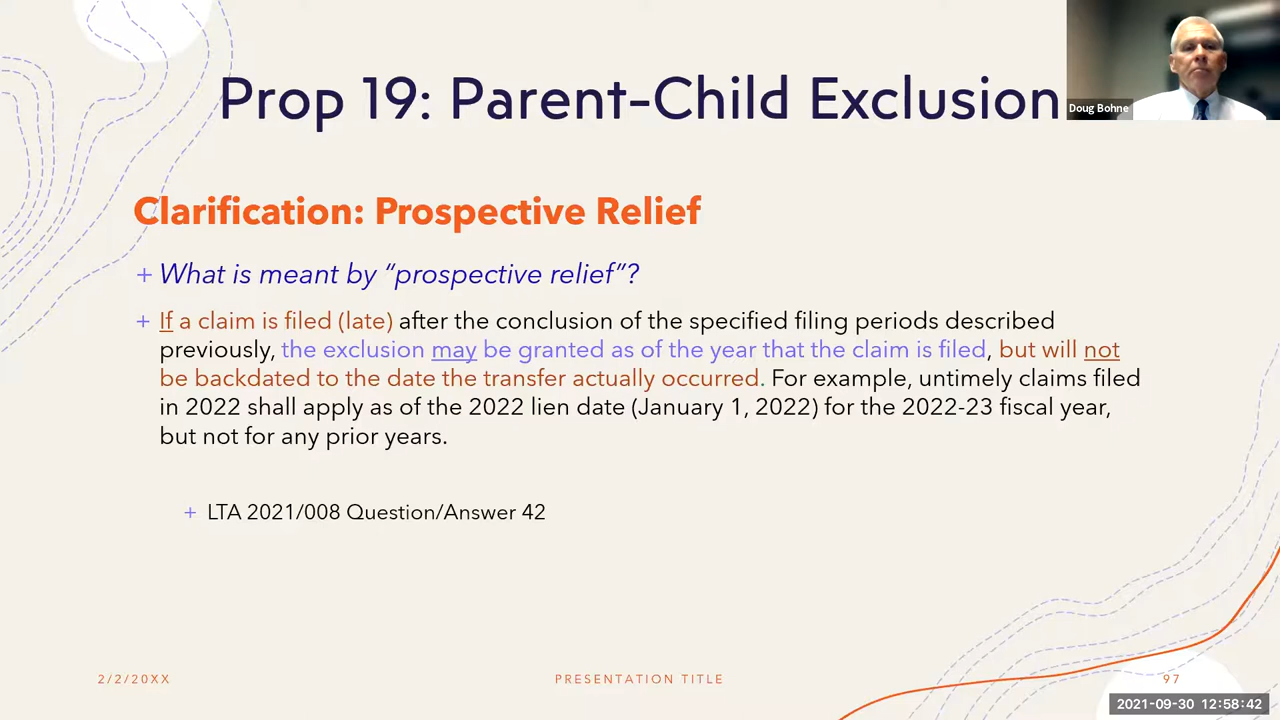 Prop 19: Parent-Child Exclusion
Doug Bohne
Clarification: Prospective Relief
+ What is meant by “prospective relief”?
+ If a claim is filed (late) after the conclusion of the specified filing periods described
previously, the exclusion may be granted as of the year that the claim is filed, but will not
be backdated to the date the transfer actually occurred. For example, untimely claims filed
in 2022 shall apply as of the 2022 lien date (January 1, 2022) for the 2022-23 fiscal year,
but not for any prior years.
+ LTA 2021/008 Question/Answer 42
2/2/20XX
PRESENTATION TITLE
97
2021-09-30 12:58:42